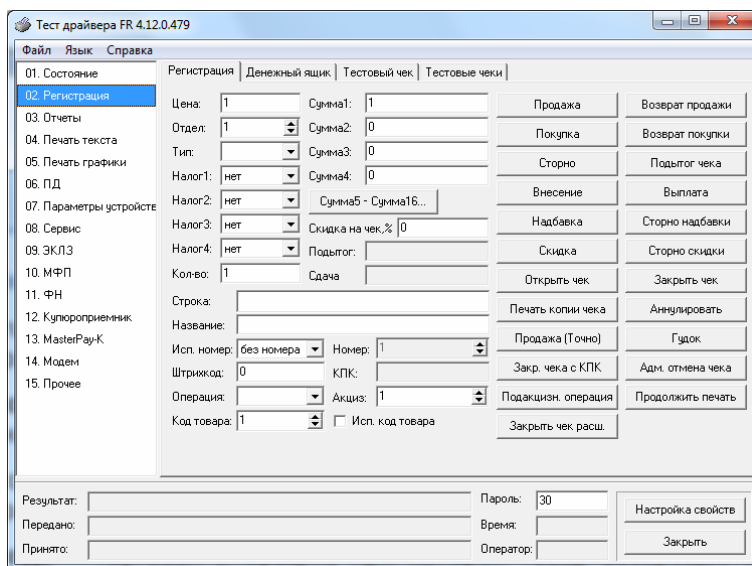 Тест драйвера FR 4.12.0.479
Файл Язык Справка
01. Состояние
02. Регистрация
03. Отчеты
04. Печать текста
05. Печать графики
06. ПД
07. Параметры устройств
08. Сервис
09. ЭКЛЗ
10. МФП
11. ФН
12. Купюроприемник
13. MasterPay-K
14. Модем
15. Прочее
Регистрация Денежный ящик Тестовый чек Тестовые чеки
Цена: 1 Сумма1: 1
Отдел: 1 Сумма2: 0
Тип: Сумма3: 0
Налог1: нет Сумма4: 0
Налог2: нет Сумма5 - Сумма16...
Налог3: нет Скидка на чек,% 0
Налог4: нет Подытог:
Кол-во: 1 Сдача
Строка:
Название:
Исп. номер: без номера Номер: 1
Штрихкод: 0 КПК:
Операция: Акциз: 1
Код товара: 1 Исп. код товара
Продажа Возврат продажи
Покупка Возврат покупки
Сторно Подытог чека
Внесение Выплата
Надбавка Сторно надбавки
Скидка Сторно скидки
Открыть чек Закрыть чек
Печать копии чека Аннулировать
Продажа (Точно) Гудок
Закр. чека с КПК Адм. отмена чека
Подакцизн. операция Продолжить печать
Закрыть чек расш.
Результат: Пароль: 30 Настройка свойств
Передано: Время:
Принято: Оператор: Закрыть